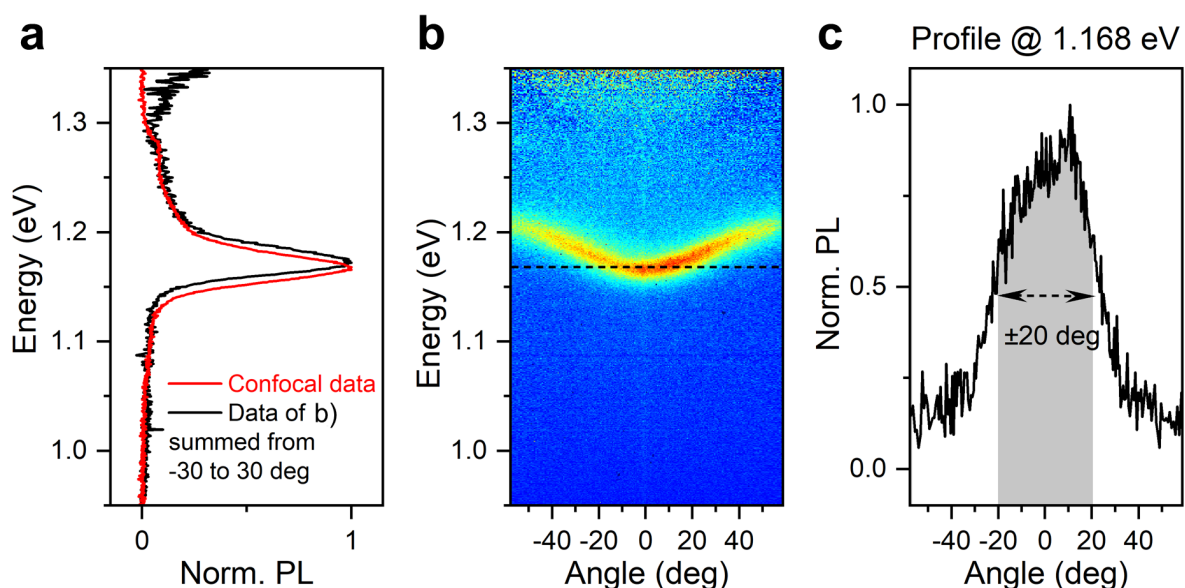 a
Energy (eV)
1.3
1.2
1.1
1.0
Confocal data
Data of b)
summed from
-30 to 30 deg
0 1
Norm. PL
b
Energy (eV)
1.3
1.2
1.1
1.0
-40 -20 0 20 40
Angle (deg)
c
Profile @ 1.168 eV
Norm. PL
1.0
0.5
0.0
±20 deg
-40 -20 0 20 40
Angle (deg)